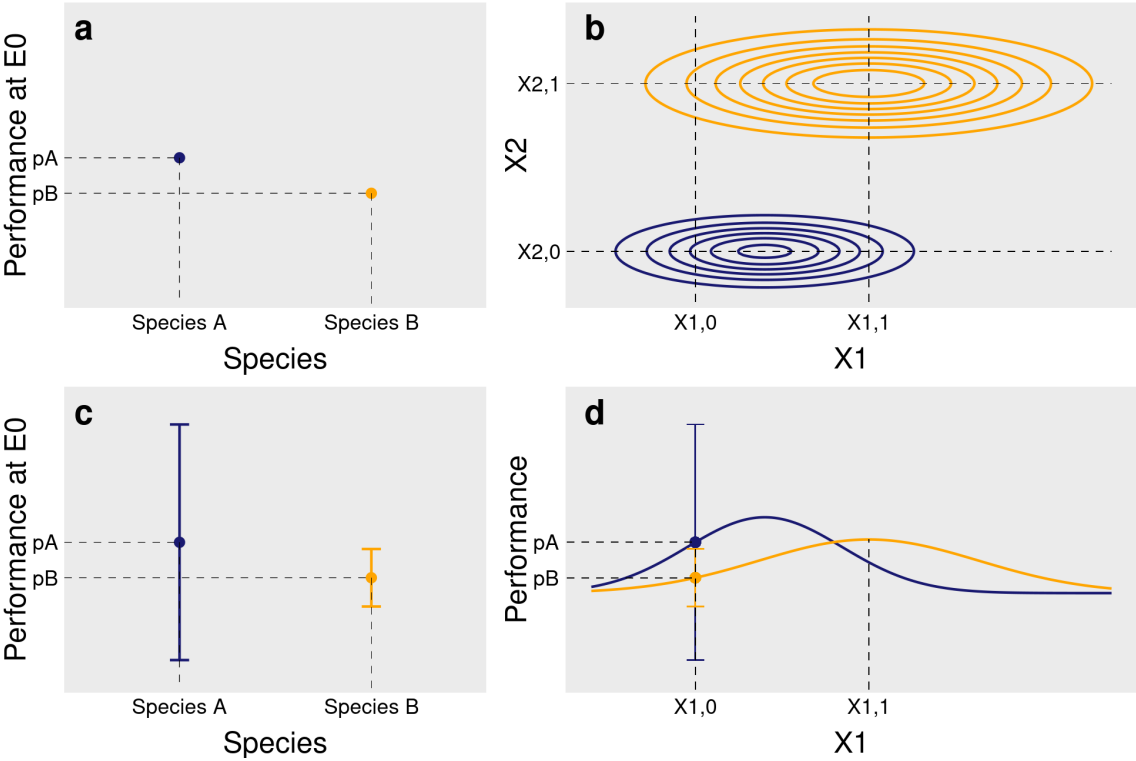 a
Performance at E0
pA
pB
Species A
Species B
Species
b
X2
X2,1
X2,0
X1,0
X1,1
X1
c
Performance at E0
pA
pB
Species A
Species B
Species
d
Performance
pA
pB
X1,0
X1,1
X1